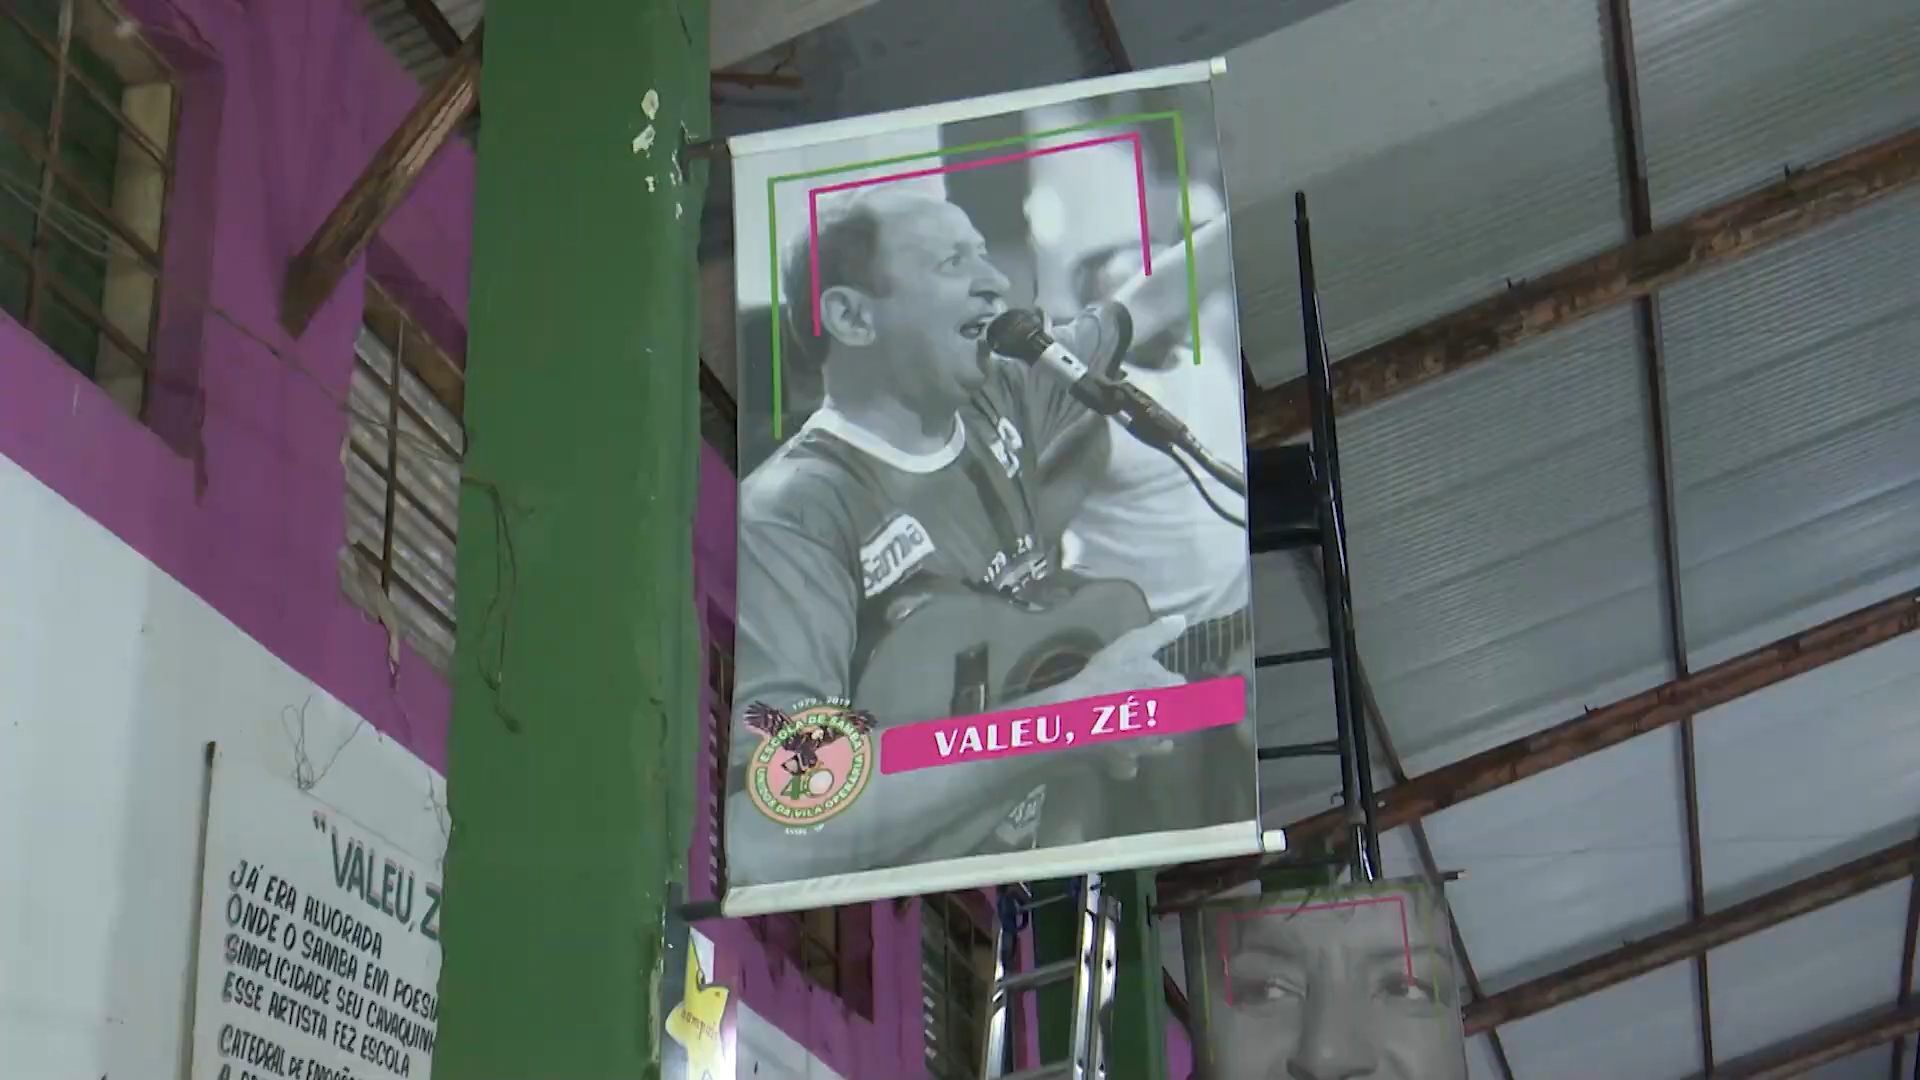 samba
1979 . 2019
ESCOLA DE SAMBA
40
UNIDOS DA VILA OPERÁRIA
VALEU, ZÉ!
"VALEU, Z
JÁ ERA ALVORADA
ONDE O SAMBA EM POESIA
SIMPLICIDADE SEU CAVAQUINH
ESSE ARTISTA FEZ ESCOLA
CATEDRAL DE